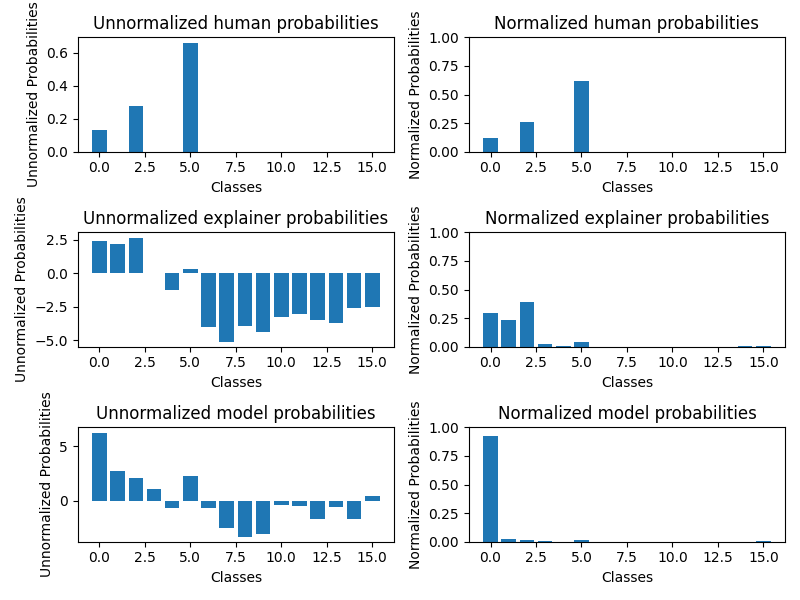 Unnormalized human probabilities
Unnormalized Probabilities
0.6
0.4
0.2
0.0
0.0 2.5 5.0 7.5 10.0 12.5 15.0
Classes
Normalized human probabilities
Normalized Probabilities
1.00
0.75
0.50
0.25
0.00
0.0 2.5 5.0 7.5 10.0 12.5 15.0
Classes
Unnormalized explainer probabilities
Unnormalized Probabilities
2.5
0.0
−2.5
−5.0
0.0 2.5 5.0 7.5 10.0 12.5 15.0
Classes
Normalized explainer probabilities
Normalized Probabilities
1.00
0.75
0.50
0.25
0.00
0.0 2.5 5.0 7.5 10.0 12.5 15.0
Classes
Unnormalized model probabilities
Unnormalized Probabilities
5
0
0.0 2.5 5.0 7.5 10.0 12.5 15.0
Classes
Normalized model probabilities
Normalized Probabilities
1.00
0.75
0.50
0.25
0.00
0.0 2.5 5.0 7.5 10.0 12.5 15.0
Classes